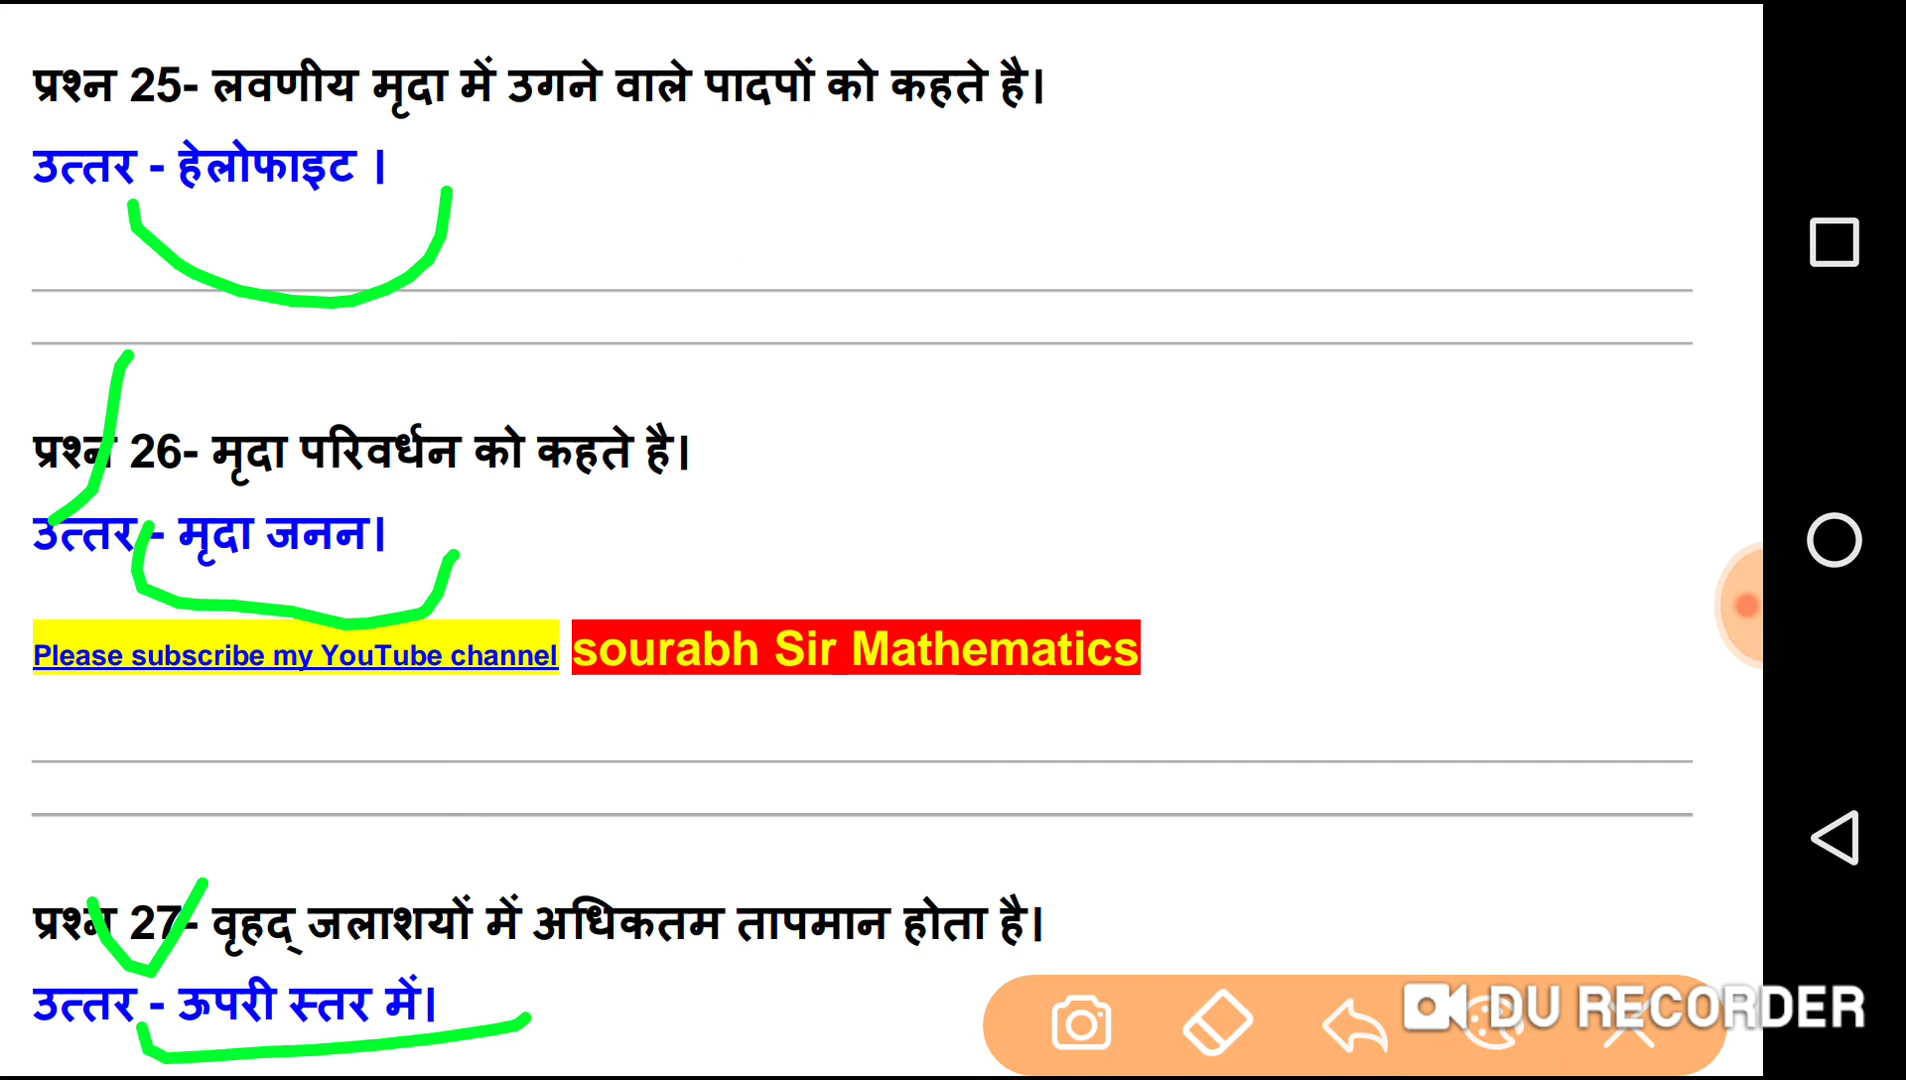 प्रश्न 25- लवणीय मृदा में उगने वाले पादपों को कहते है।
उत्तर - हेलोफाइट ।
प्रश्न 26- मृदा परिवर्धन को कहते है।
उत्तर - मृदा जनन।
Please subscribe my YouTube channel sourabh Sir Mathematics
प्रश्न 27- वृहद् जलाशयों में अधिकतम तापमान होता है।
उत्तर - ऊपरी स्तर में।
DU RECORDER